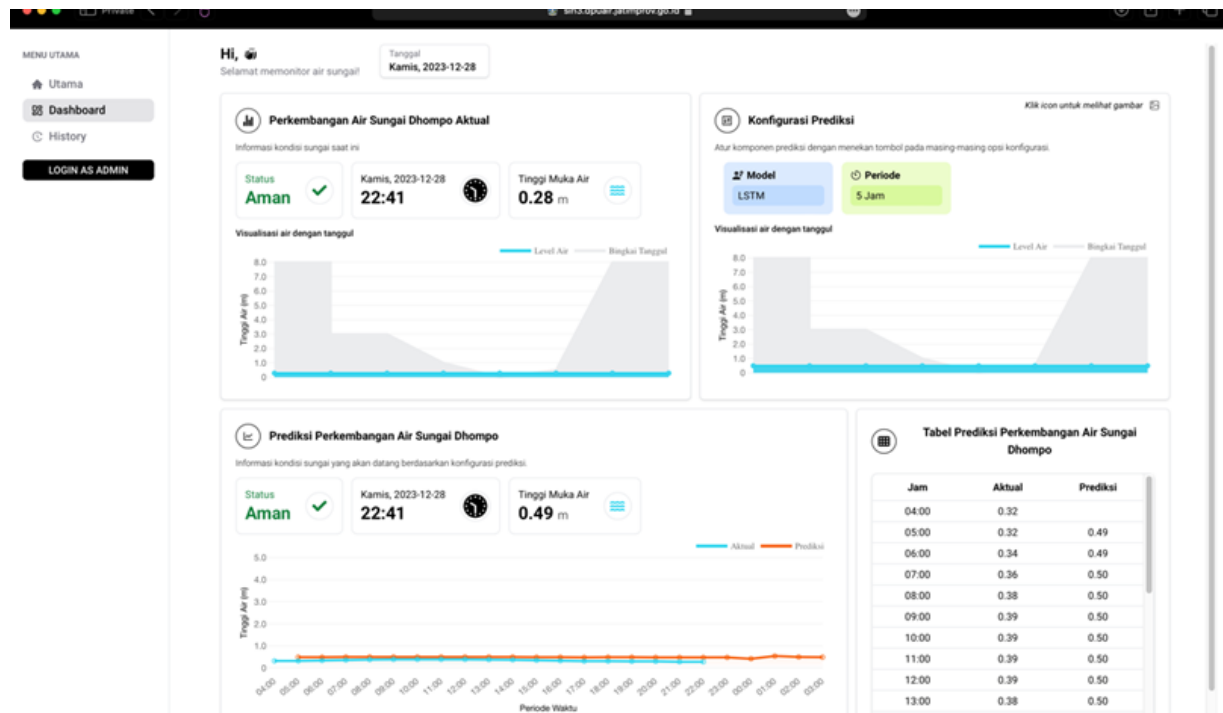 Private
sih3.dpuair.jatimprov.go.id
MENU UTAMA
Utama
Dashboard
History
LOGIN AS ADMIN
Hi,
Selamat memonitor air sungai!
Tanggal
Kamis, 2023-12-28
Perkembangan Air Sungai Dhompo Aktual
Informasi kondisi sungai saat ini
Status
Aman
Kamis, 2023-12-28
22:41
Tinggi Muka Air
0.28 m
Visualisasi air dengan tanggul
Level Air
Bingkai Tanggul
8.0
7.0
6.0
5.0
4.0
3.0
2.0
1.0
0
Tinggi Air (m)
Klik icon untuk melihat gambar
Konfigurasi Prediksi
Atur komponen prediksi dengan menekan tombol pada masing-masing opsi konfigurasi.
Model
LSTM
Periode
5 Jam
Visualisasi air dengan tanggul
Level Air
Bingkai Tanggul
8.0
7.0
6.0
5.0
4.0
3.0
2.0
1.0
0
Tinggi Air (m)
Prediksi Perkembangan Air Sungai Dhompo
Informasi kondisi sungai yang akan datang berdasarkan konfigurasi prediksi.
Status
Aman
Kamis, 2023-12-28
22:41
Tinggi Muka Air
0.49 m
Aktual
Prediksi
5.0
4.0
3.0
2.0
1.0
0
Tinggi Air (m)
04:00 05:00 06:00 07:00 08:00 09:00 10:00 11:00 12:00 13:00 14:00 15:00 16:00 17:00 18:00 19:00 20:00 21:00 22:00 23:00 00:00 01:00 02:00 03:00
Periode Waktu
Tabel Prediksi Perkembangan Air Sungai
Dhompo
Jam Aktual Prediksi
04:00 0.32
05:00 0.32 0.49
06:00 0.34 0.49
07:00 0.36 0.50
08:00 0.38 0.50
09:00 0.39 0.50
10:00 0.39 0.50
11:00 0.39 0.50
12:00 0.39 0.50
13:00 0.38 0.50